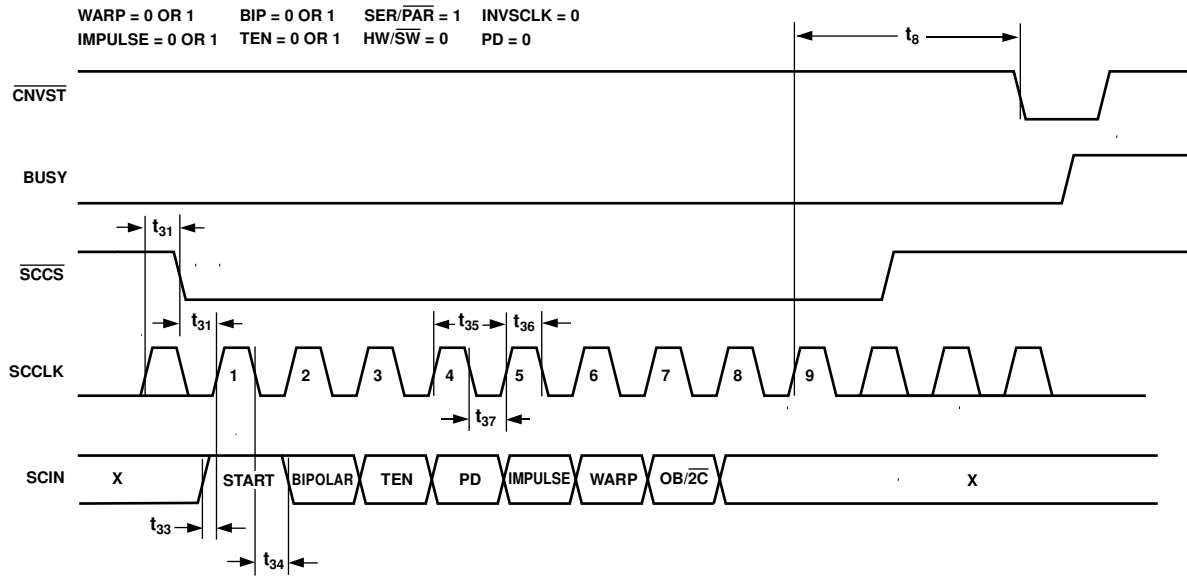 WARP = 0 OR 1 BIP = 0 OR 1 SER/PAR = 1 INVSCLK = 0
IMPULSE = 0 OR 1 TEN = 0 OR 1 HW/SW = 0 PD = 0
t8
CNVST
BUSY
t31
SCCS
t31 t35 t36
SCCLK 1 2 3 4 5 6 7 8 9
t37
SCIN X START BIPOLAR TEN PD IMPULSE WARP OB/2C X
t33
t34